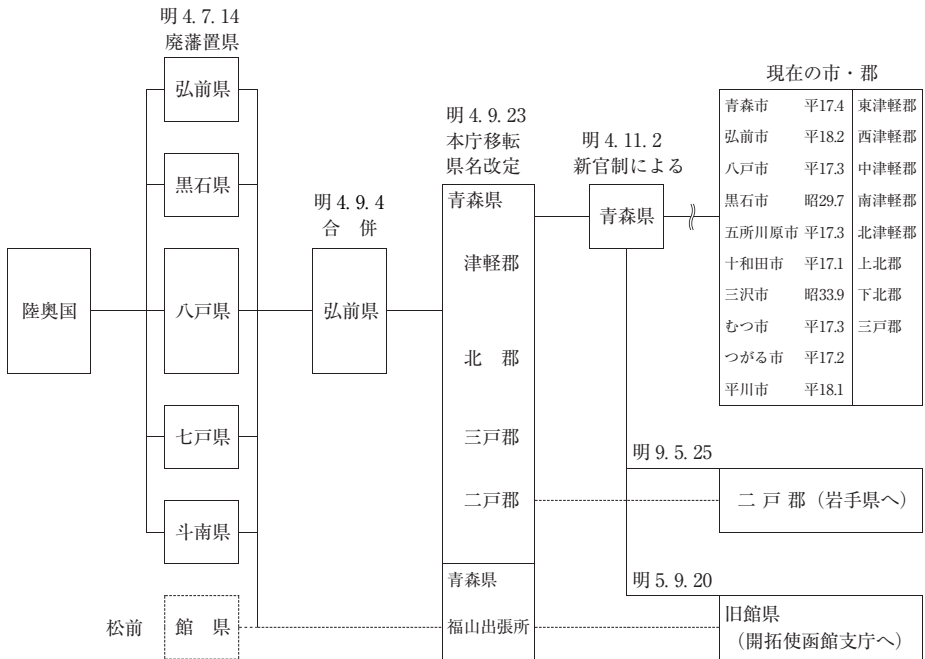 明 4.7.14
廃藩置県
陸奥国
弘前県
黒石県
八戸県
七戸県
斗南県
松前
館　県
明 4.9.4
合　併
弘前県
明 4.9.23
本庁移転
県名改定
青森県
津軽郡
北　郡
三戸郡
二戸郡
青森県
福山出張所
明 4.11.2
新官制による
青森県
現在の市・郡
青森市　平17.4　東津軽郡
弘前市　平18.2　西津軽郡
八戸市　平17.3　中津軽郡
黒石市　昭29.7　南津軽郡
五所川原市　平17.3　北津軽郡
十和田市　平17.1　上北郡
三沢市　昭33.9　下北郡
むつ市　平17.3　三戸郡
つがる市　平17.2
平川市　平18.1
明 9.5.25
二 戸 郡（岩手県へ）
明 5.9.20
旧館県
（開拓使函館支庁へ）